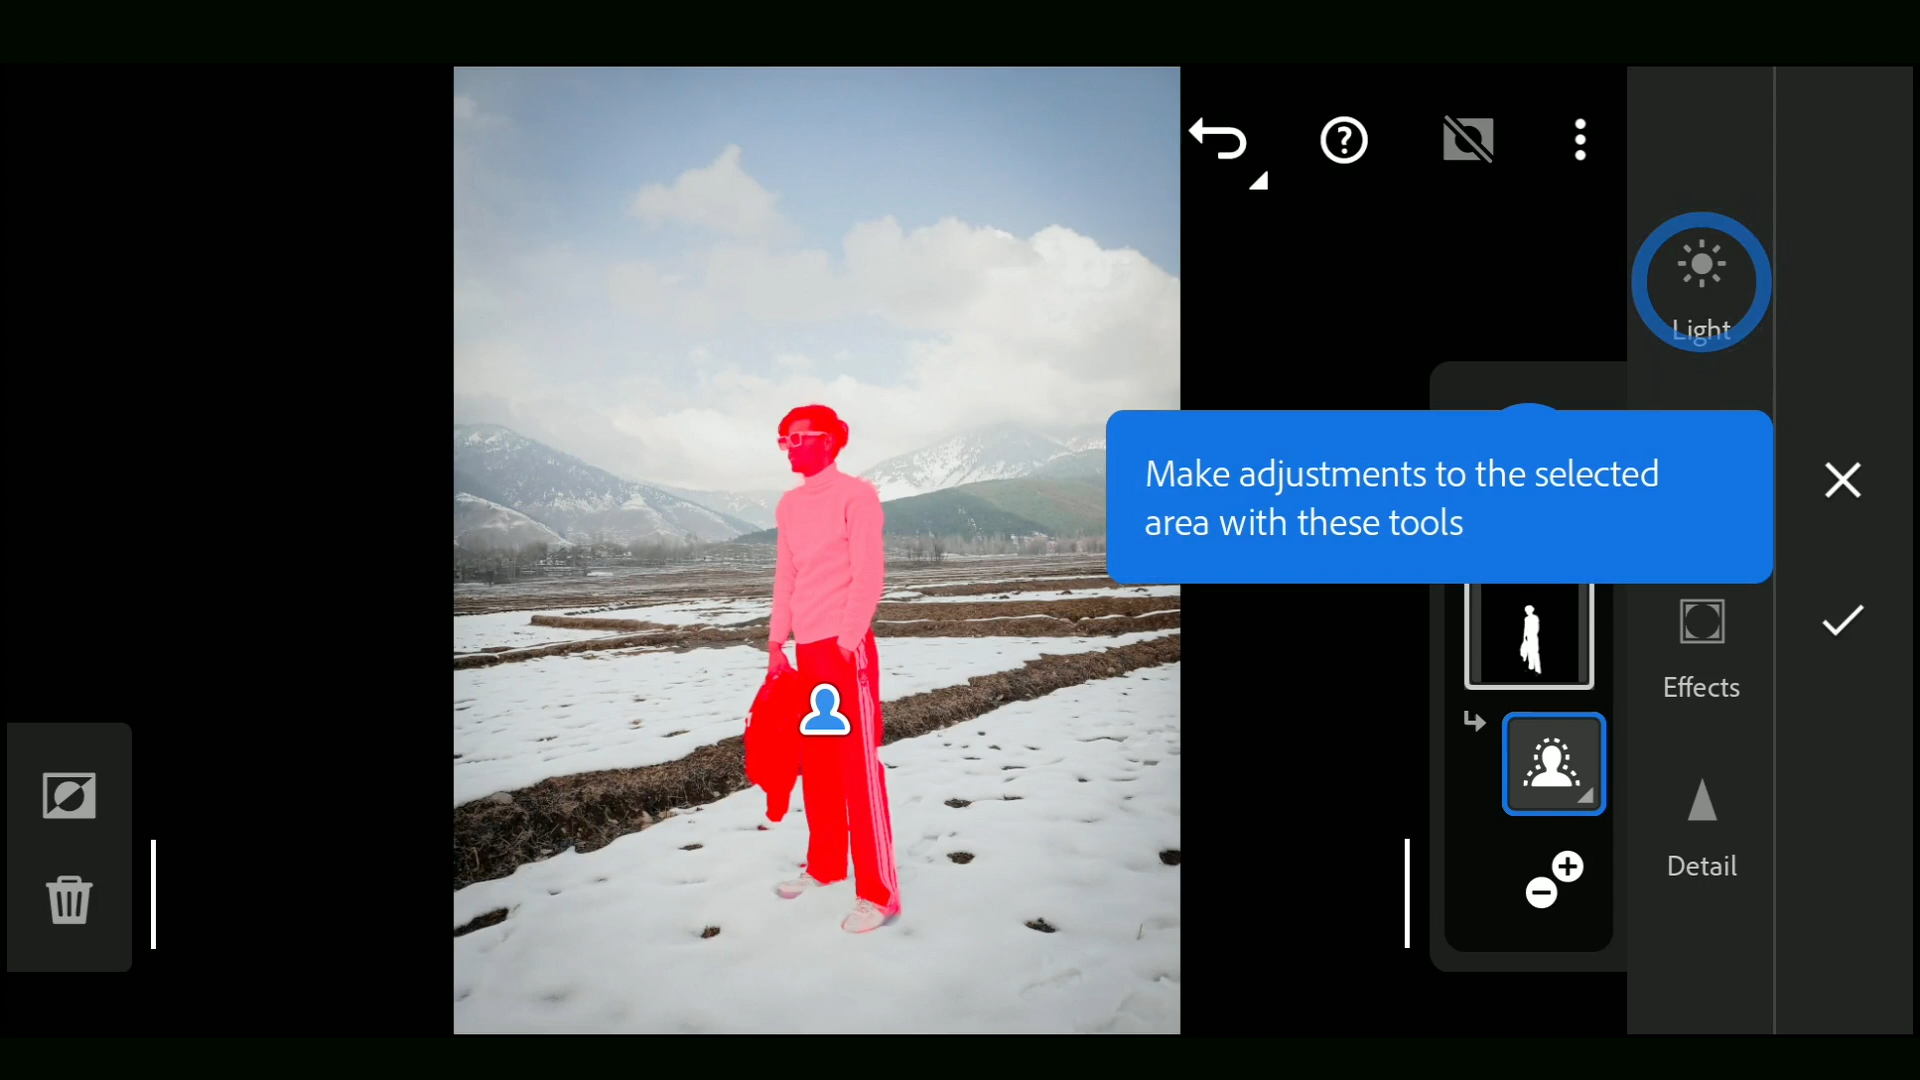 Light
Make adjustments to the selected
area with these tools
Effects
Detail